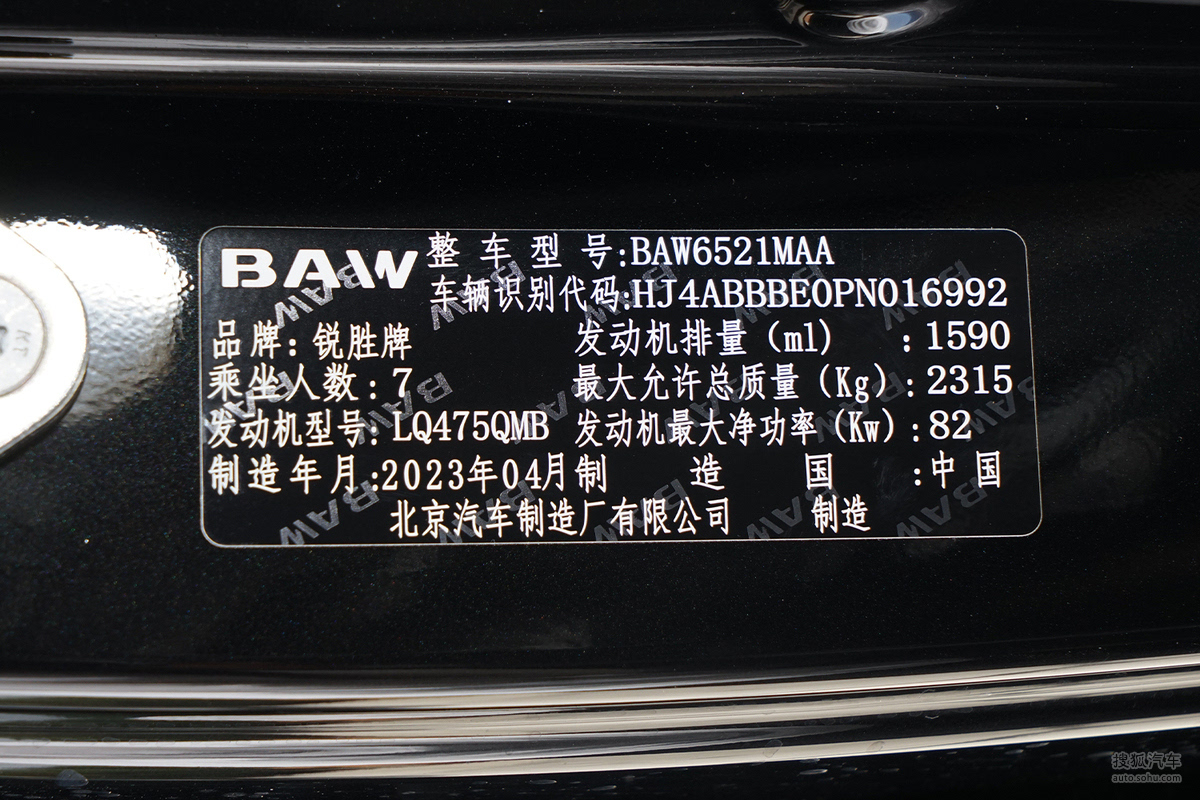 BAW 整车型号:BAW6521MAA
车辆识别代码:HJ4ABBBE0PN016992
品牌:锐胜牌 发动机排量(ml):1590
乘坐人数:7 最大允许总质量(Kg):2315
发动机型号:LQ475QMB 发动机最大净功率(Kw):82
制造年月:2023年04月 制造国:中国
北京汽车制造厂有限公司 制造
搜狐汽车
auto.sohu.com